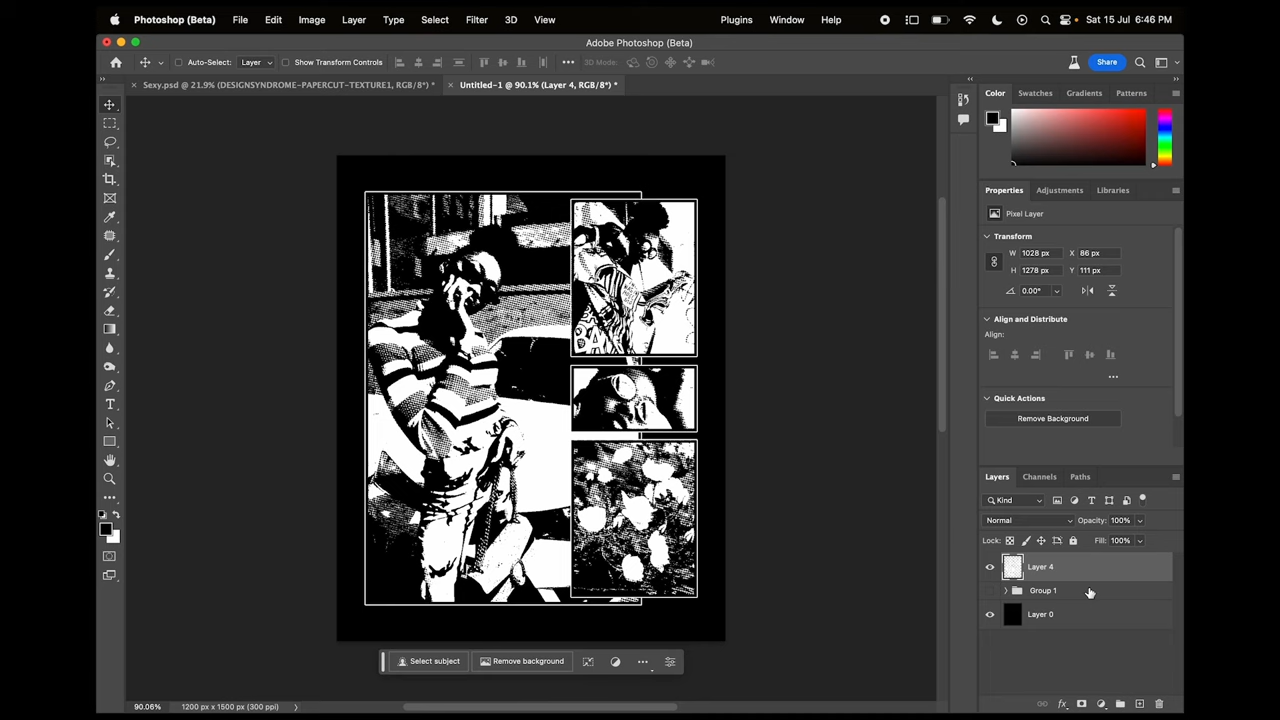 Photoshop (Beta) File Edit Image Layer Type Select Filter 3D View Plugins Window Help Sat 15 Jul 6:46 PM
Adobe Photoshop (Beta)
Auto-Select: Layer Show Transform Controls 3D Mode: Share
Sexy.psd @ 21.9% (DESIGNSYNDROME-PAPERCUT-TEXTURE1, RGB/8*) * Untitled-1 @ 90.1% (Layer 4, RGB/8*) *
Color Swatches Gradients Patterns
Properties Adjustments Libraries
Pixel Layer
Transform
W 1028 px X 86 px
H 1278 px Y 111 px
0.00°
Align and Distribute
Align:
Quick Actions
Remove Background
Layers Channels Paths
Kind
Normal Opacity: 100%
Lock: Fill: 100%
Layer 4
Group 1
Layer 0
BA
Select subject Remove background
90.06% 1200 px x 1500 px (300 ppi)